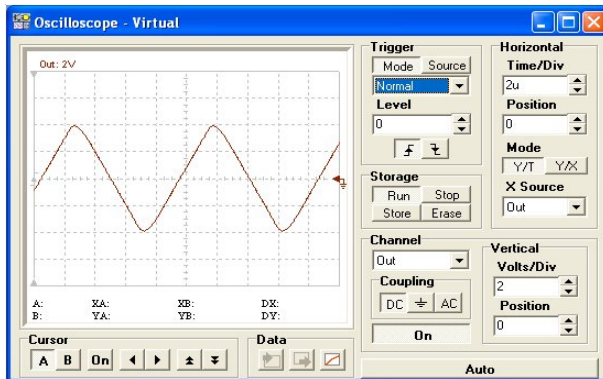 Oscilloscope - Virtual
Out: 2V
A: XA: XB: DX:
B: YA: YB: DY:
Cursor
A B On
Data
Trigger
Mode Source
Normal
Level
0
Storage
Run Stop
Store Erase
Channel
Out
Coupling
DC AC
On
Horizontal
Time/Div
2u
Position
0
Mode
Y/T Y/X
X Source
Out
Vertical
Volts/Div
2
Position
0
Auto